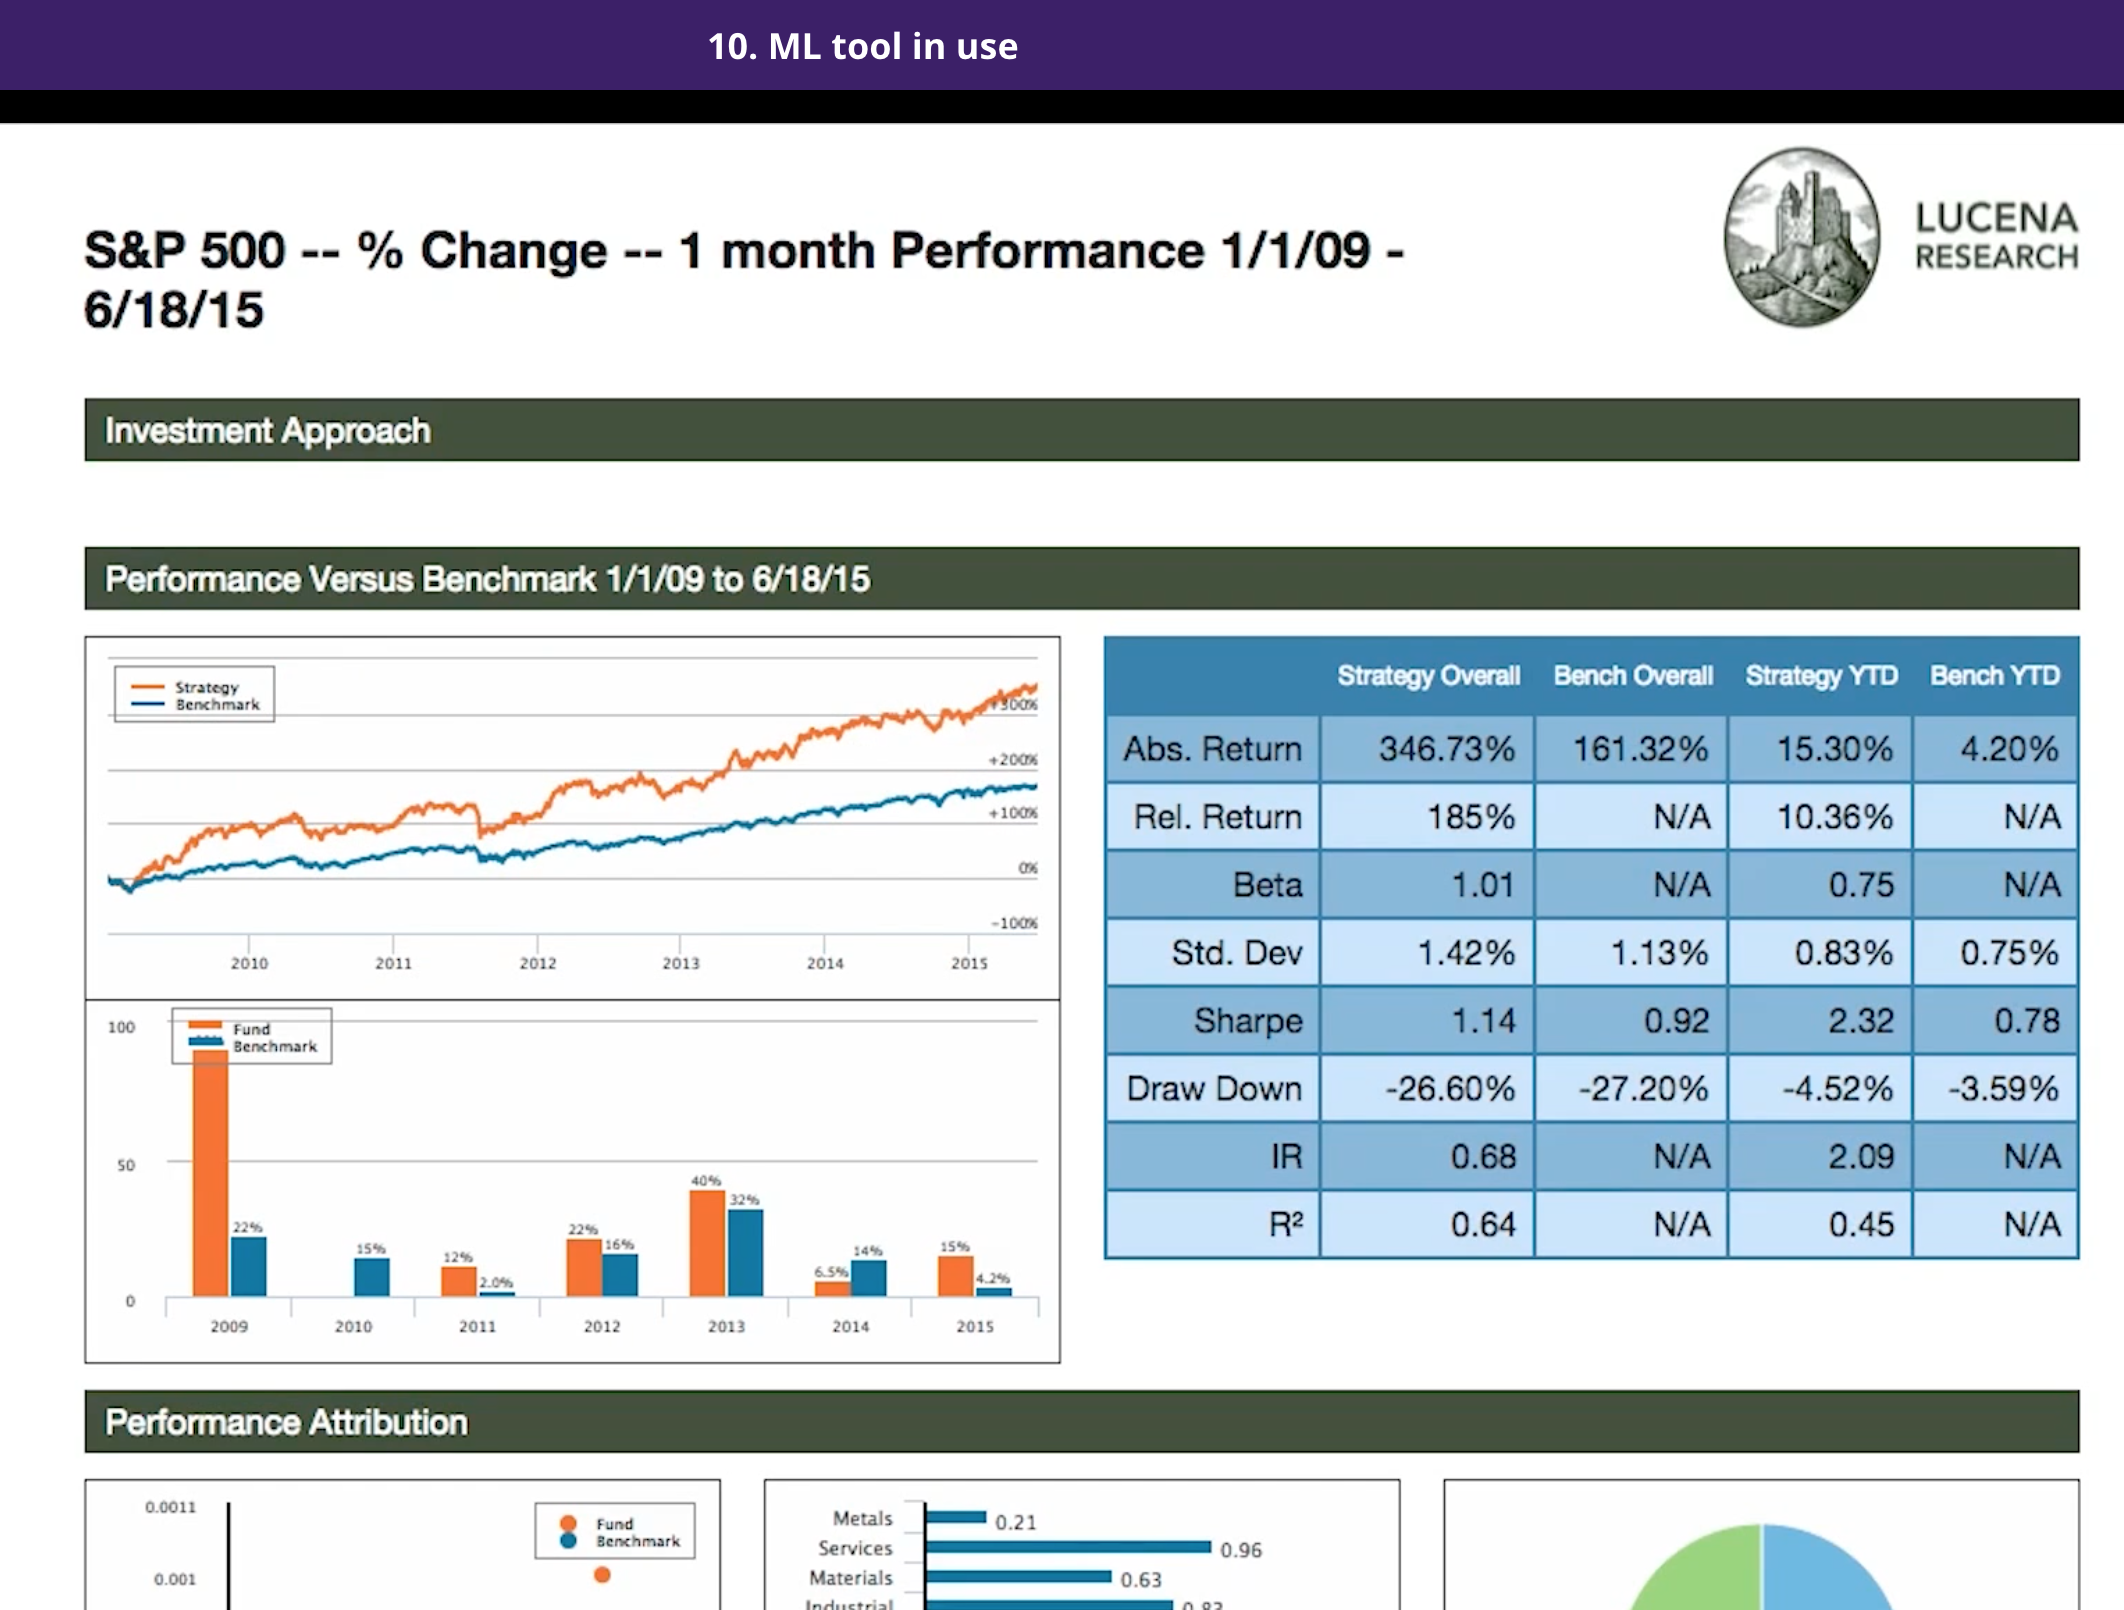 10. ML tool in use
S&P 500 -- % Change -- 1 month Performance 1/1/09 -
6/18/15
LUCENA
RESEARCH
Investment Approach
Performance Versus Benchmark 1/1/09 to 6/18/15
Strategy
Benchmark
+300%
+200%
+100%
0%
-100%
2010 2011 2012 2013 2014 2015
Fund
Benchmark
100
50
0
22%
15%
12%
2.0%
22%
16%
40%
32%
6.5%
14%
15%
4.2%
2009 2010 2011 2012 2013 2014 2015
Strategy Overall Bench Overall Strategy YTD Bench YTD
Abs. Return 346.73% 161.32% 15.30% 4.20%
Rel. Return 185% N/A 10.36% N/A
Beta 1.01 N/A 0.75 N/A
Std. Dev 1.42% 1.13% 0.83% 0.75%
Sharpe 1.14 0.92 2.32 0.78
Draw Down -26.60% -27.20% -4.52% -3.59%
IR 0.68 N/A 2.09 N/A
R² 0.64 N/A 0.45 N/A
Performance Attribution
0.0011
0.001
Fund
Benchmark
Metals 0.21
Services 0.96
Materials 0.63
Industrial